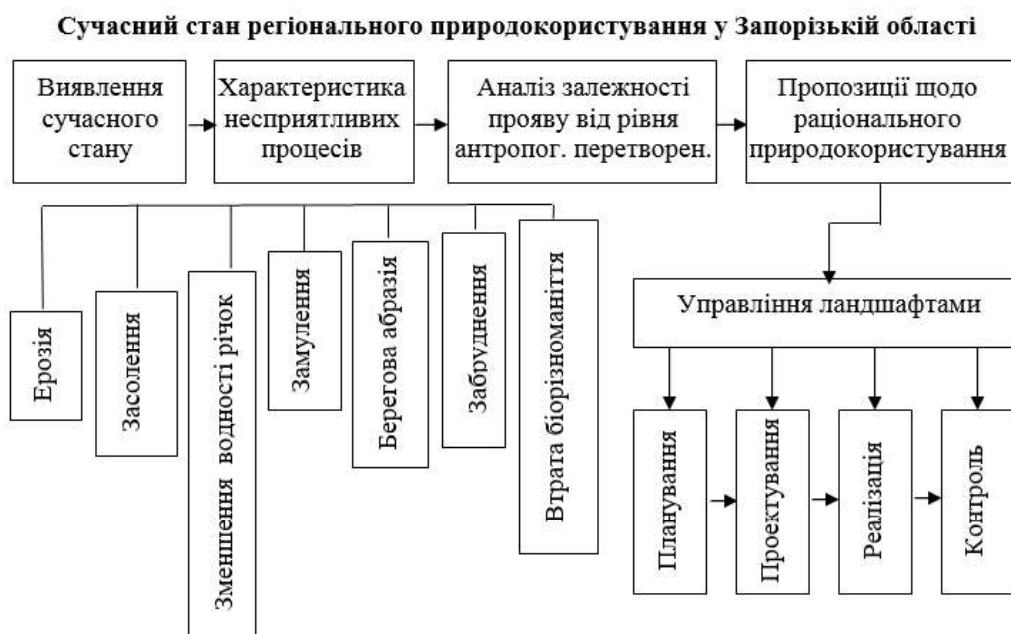 Сучасний стан регіонального природокористування у Запорізькій області
Виявлення
сучасного
стану
Характеристика
несприятливих
процесів
Аналіз залежності
прояву від рівня
антропог. перетворен.
Пропозиції щодо
раціонального
природокористування
Ерозія
Засолення
Зменшення водності річок
Замулення
Берегова абразія
Забруднення
Втрата біорізноманіття
Управління ландшафтами
Планування
Проектування
Реалізація
Контроль